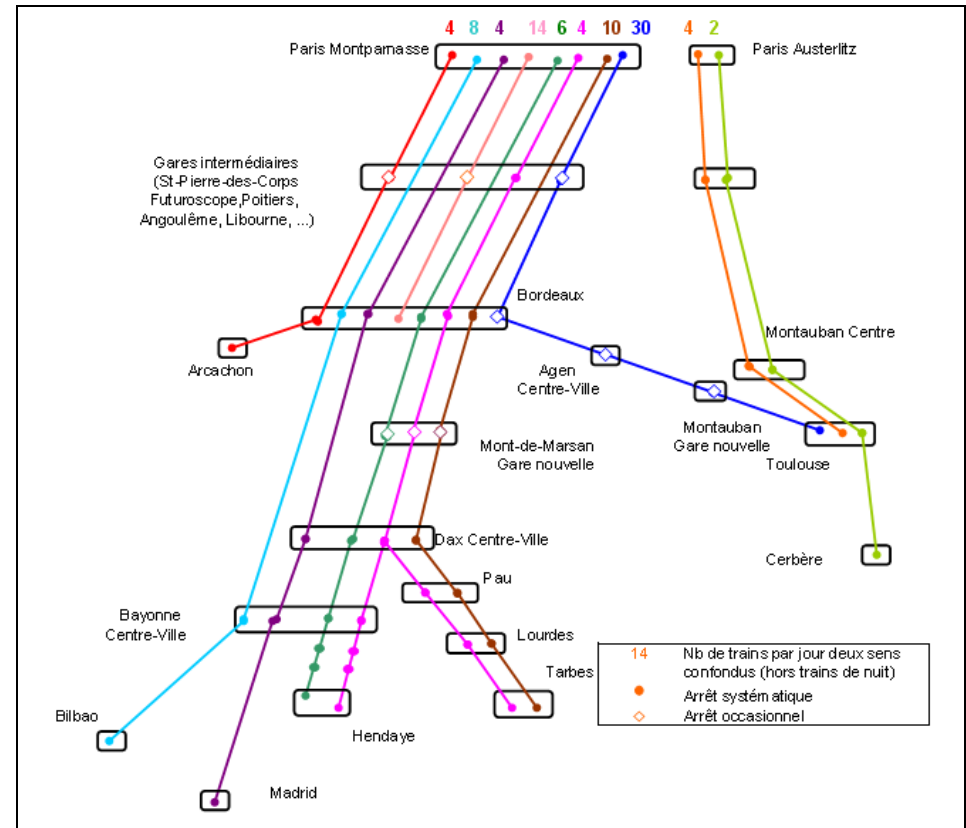 4 8 4 14 6 4 10 30 4 2
Paris Montparnasse
Paris Austerlitz
Gares intermédiaires
(St-Pierre-des-Corps
Futuroscope,Poitiers,
Angoulême, Libourne, ...)
Bordeaux
Montauban Centre
Arcachon
Agen
Centre-Ville
Montauban
Gare nouvelle
Toulouse
Mont-de-Marsan
Gare nouvelle
Dax Centre-Ville
Cerbère
Pau
Bayonne
Centre-Ville
Lourdes
Tarbes
14 Nb de trains par jour deux sens
confondus (hors trains de nuit)
Arrêt systématique
Arrêt occasionnel
Bilbao
Hendaye
Madrid